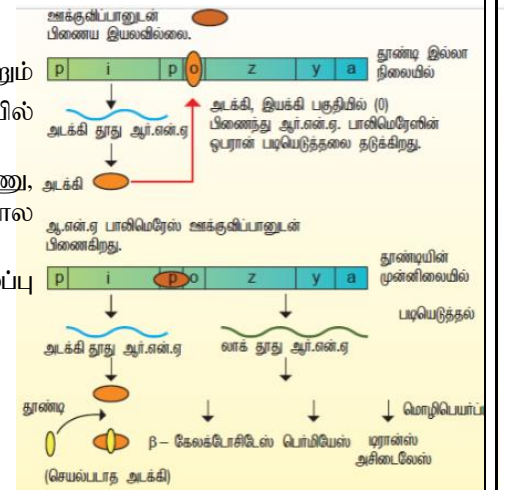 ஊக்குவிப்பானுடன்
பிணைய இயலவில்லை.
றும்
p i p o z y a
தூண்டி இல்லா
நிலையில்
யில்
அடக்கி தூது ஆர்.என்.ஏ
அடக்கி, இயக்கி பகுதியில் (0)
பிணைந்து ஆர்.என்.ஏ. பாலிமெரேஸின்
ஒபரான் படியெடுத்தலை தடுக்கிறது.
ணு,
அடக்கி
ால
ஆ.என்.ஏ பாலிமெரேஸ் ஊக்குவிப்பானுடன்
பிணைகிறது.
ப்பு
p i p o z y a
தூண்டியின்
முன்னிலையில்
படியெடுத்தல்
அடக்கி தூது ஆர்.என்.ஏ
லாக் தூது ஆர்.என்.ஏ
தூண்டி
மொழிபெயர்ப்
β – கேலக்டோசிடேஸ் பெர்மியேஸ் டிரான்ஸ்
அசிடைலேஸ்
(செயல்படாத அடக்கி)